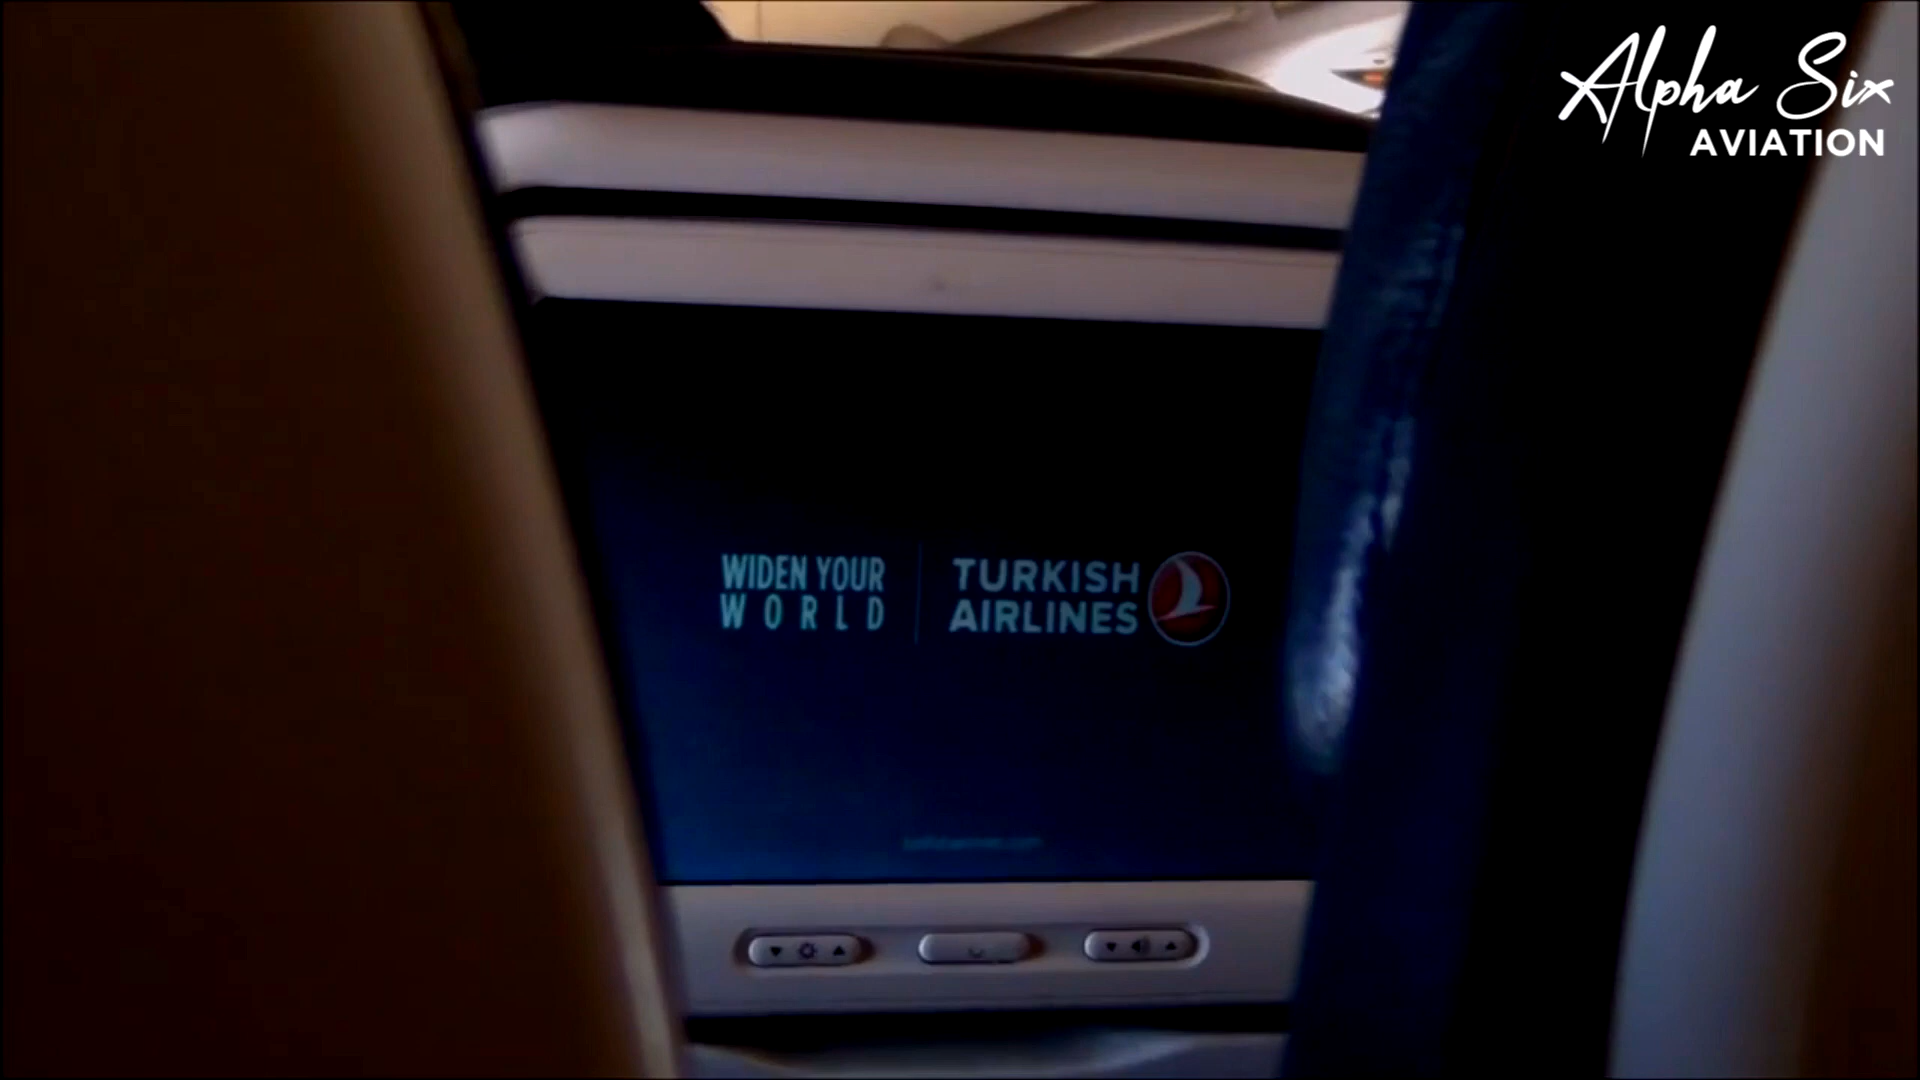 Alpha Six
AVIATION
WIDEN YOUR
WORLD
TURKISH
AIRLINES